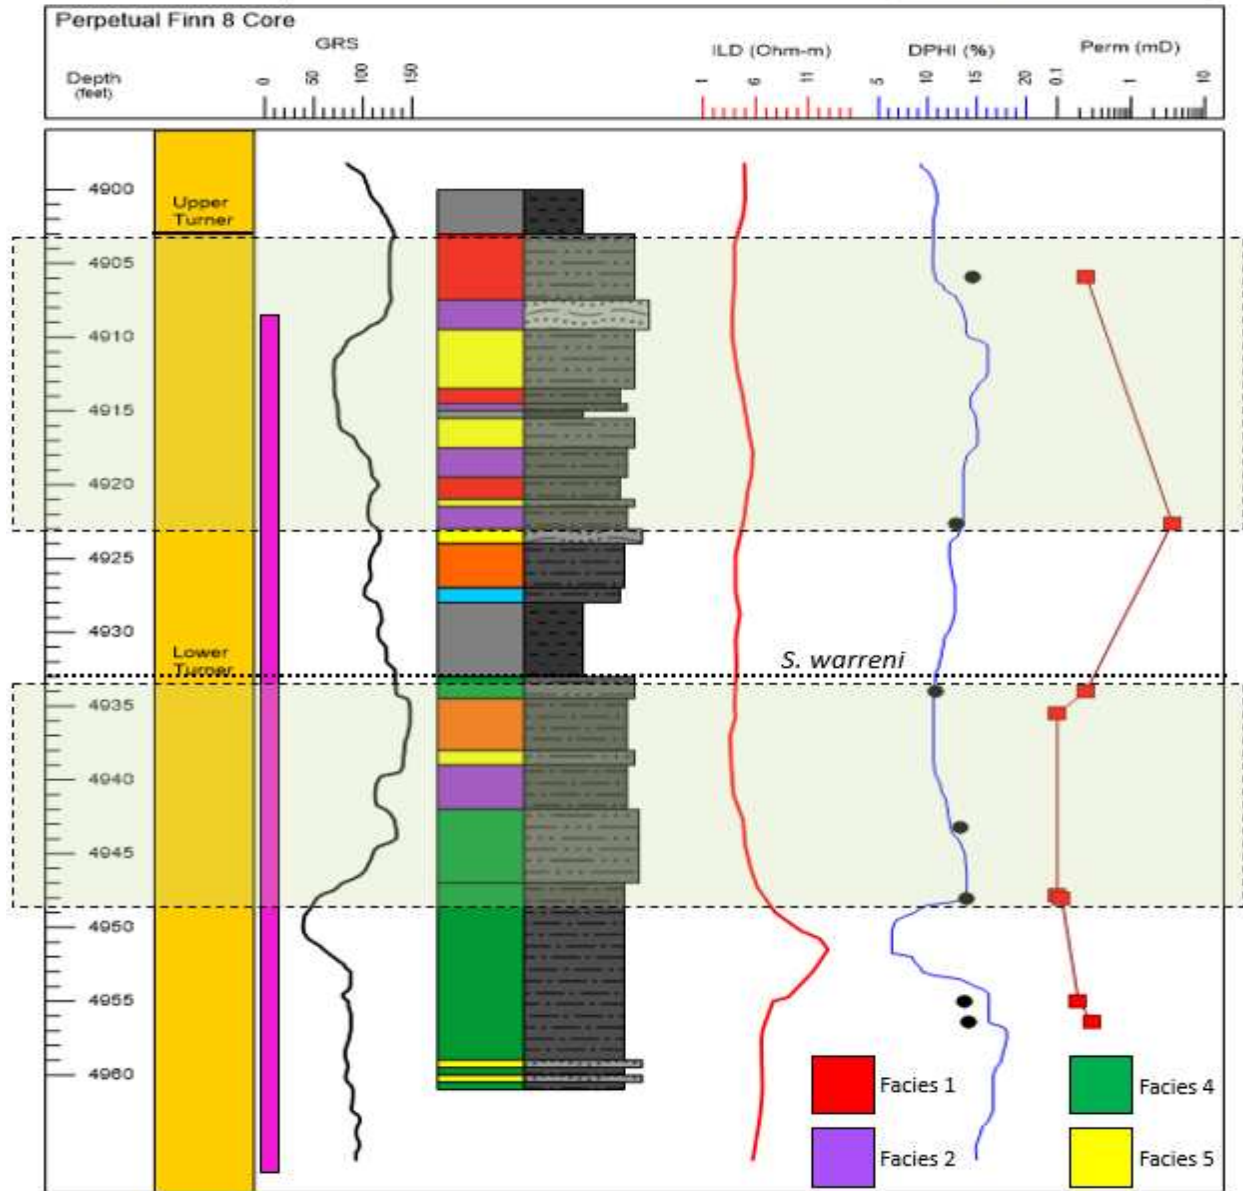 Perpetual Finn 8 Core
GRS
ILD (Ohm-m)
DPHI (%)
Perm (mD)
Depth
(feet)
0
50
100
150
1
6
11
5
10
15
20
0.1
1
10
4900
Upper
Turner
4905
4910
4915
4920
4925
4930
Lower
Turner
S. warreni
4935
4940
4945
4950
4955
4960
Facies 1
Facies 4
Facies 2
Facies 5